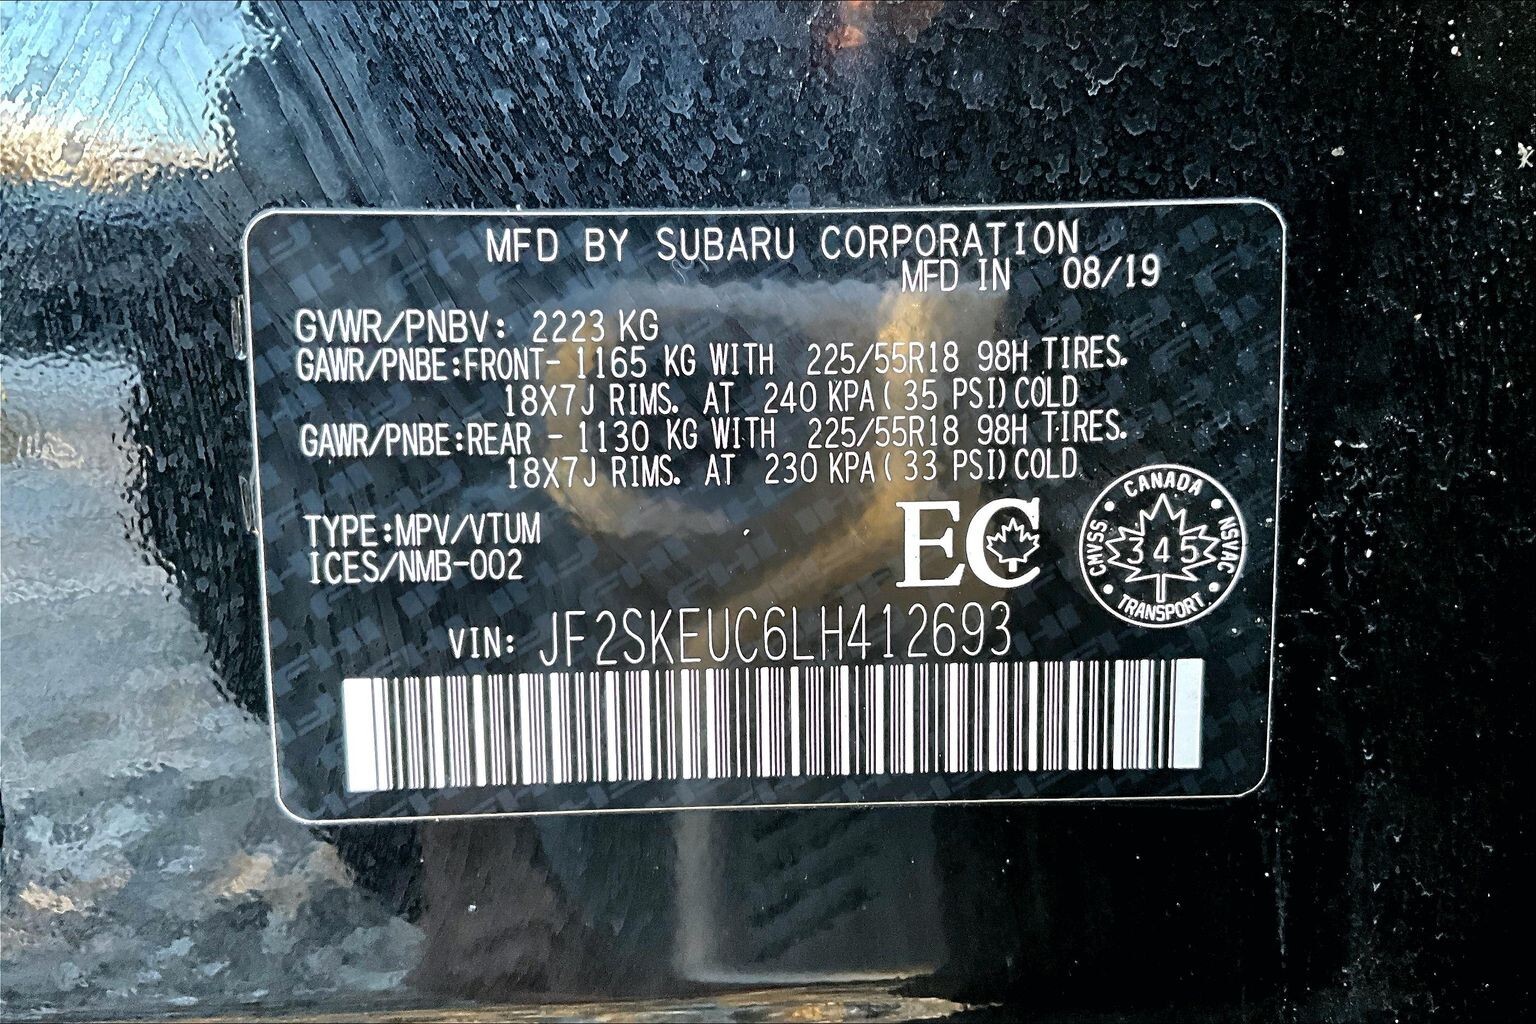 MFD BY SUBARU CORPORATION
MFD IN 08/19
GVWR/PNBV: 2223 KG
GAWR/PNBE:FRONT- 1165 KG WITH 225/55R18 98H TIRES.
18X7J RIMS. AT 240 KPA( 35 PSI)COLD
GAWR/PNBE:REAR - 1130 KG WITH 225/55R18 98H TIRES.
18X7J RIMS. AT 230 KPA( 33 PSI)COLD
TYPE:MPV/VTUM
ICES/NMB-002
EC
CANADA
CMVSS 345 NSVAC
TRANSPORT
VIN: JF2SKEUC6LH412693